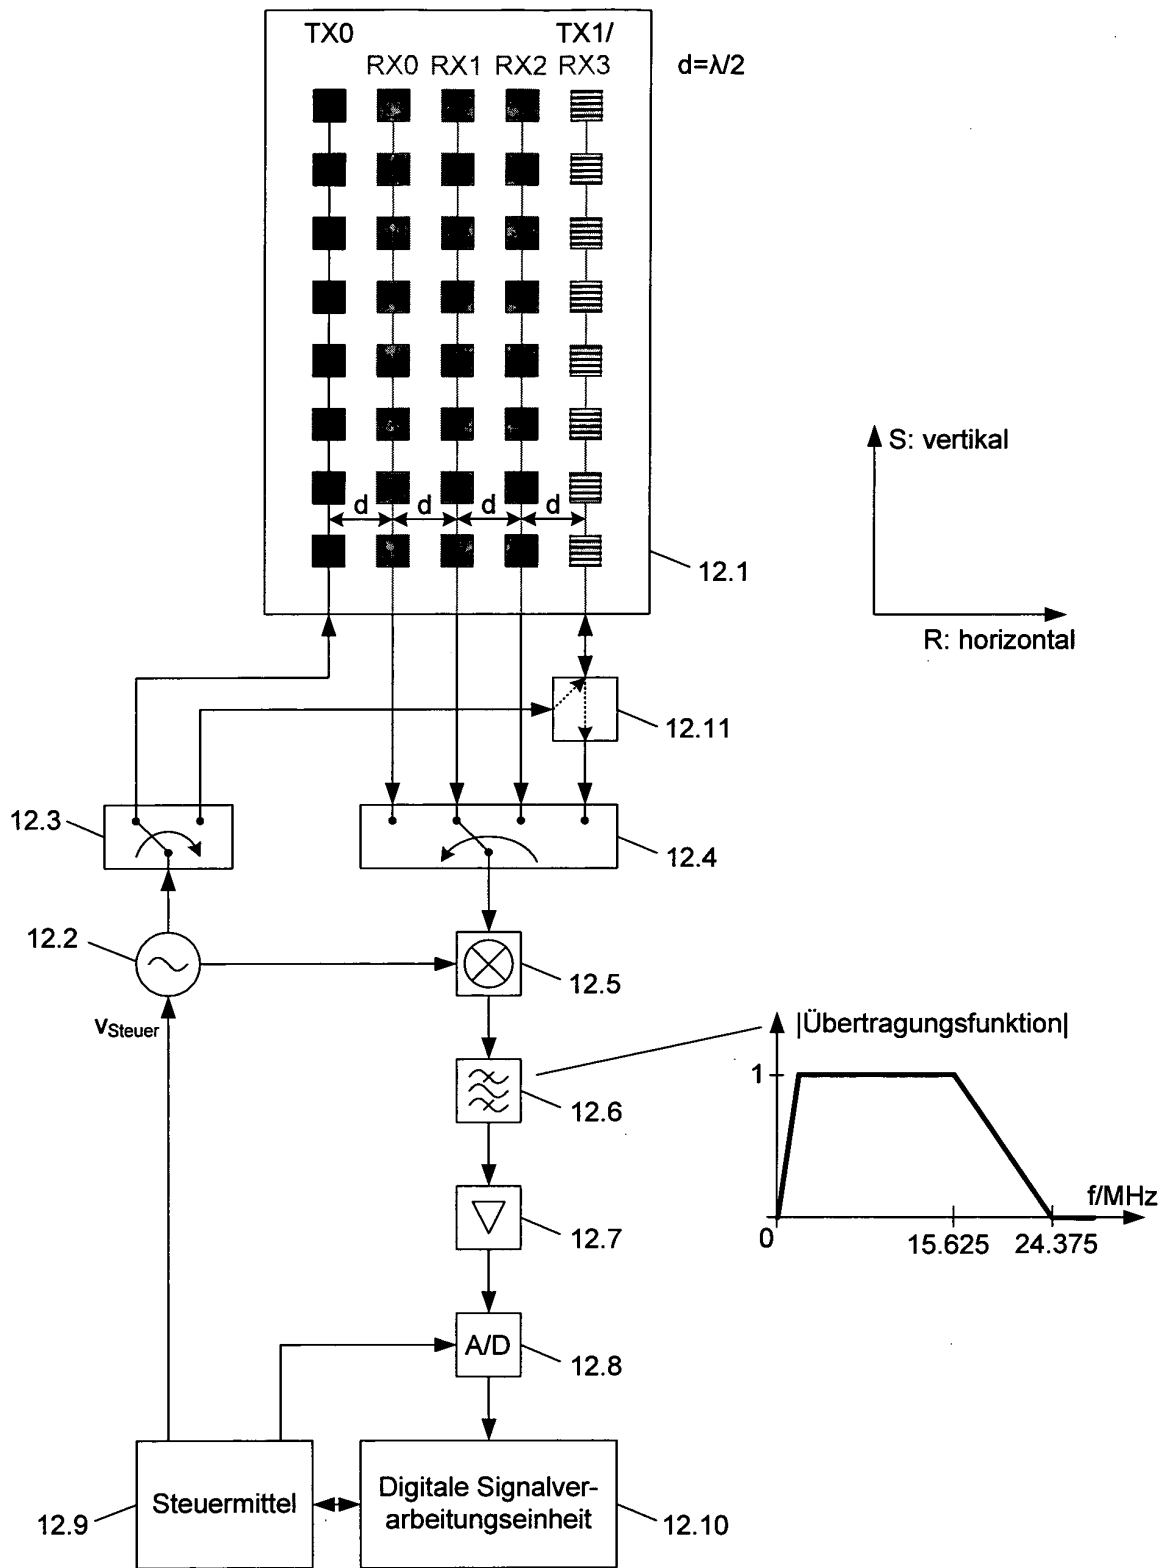 TX0 TX1/
RX0 RX1 RX2 RX3 d=λ/2
d d d d
12.1
S: vertikal
R: horizontal
12.11
12.3
12.4
12.2
12.5
vSteuer
|Übertragungsfunktion|
1
12.6
f/MHz
0 15.625 24.375
12.7
A/D
12.8
Steuermittel
Digitale Signalver-
arbeitungseinheit
12.9
12.10